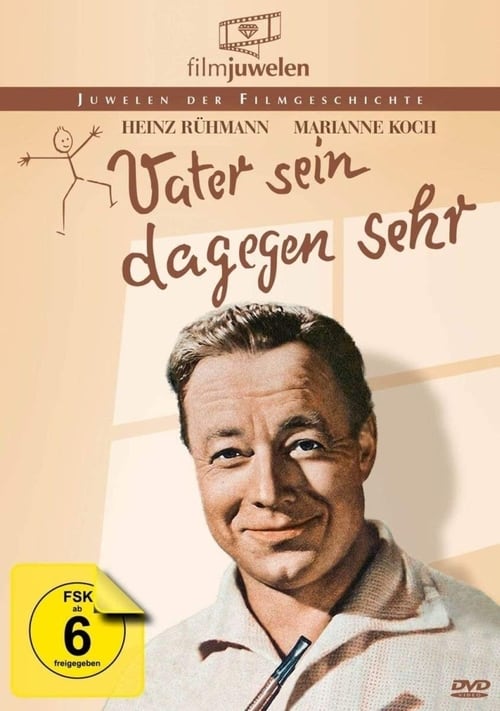 filmjuwelen
JUWELEN DER FILMGESCHICHTE
HEINZ RÜHMANN MARIANNE KOCH
Vater sein
dagegen sehr
FSK
ab
6
freigegeben
DVD
VIDEO